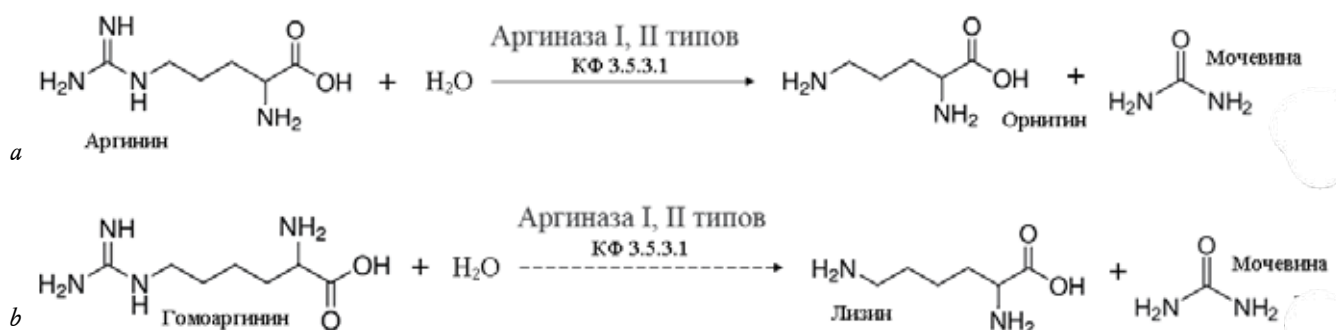 NH
O
Аргиназа I, II типов
КФ 3.5.3.1
H₂N
N
H
NH₂
OH
+
H₂O
H₂N
NH₂
O
OH
+
O
H₂N
NH₂
Мочевина
Аргинин
Орнитин
a
NH
NH₂
Аргиназа I, II типов
КФ 3.5.3.1
H₂N
N
H
OH
O
+
H₂O
H₂N
NH₂
O
OH
+
O
H₂N
NH₂
Мочевина
Гомоаргинин
Лизин
b